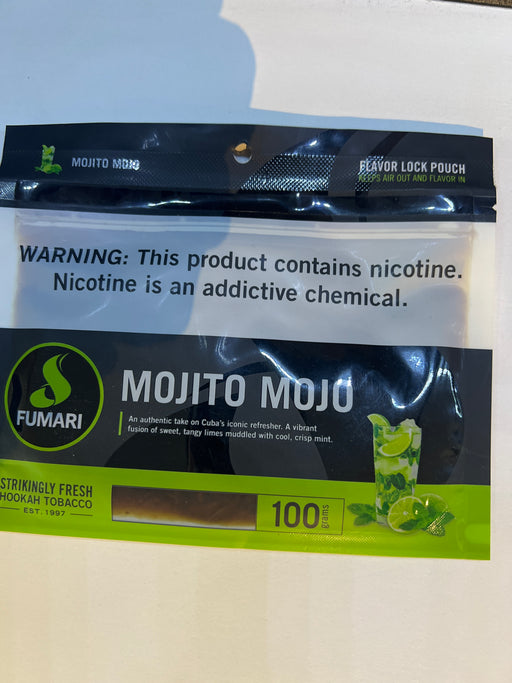 MOJITO MOJO
FLAVOR LOCK POUCH
KEEPS AIR OUT AND FLAVOR IN
WARNING: This product contains nicotine.
Nicotine is an addictive chemical.
FUMARI
MOJITO MOJO
An authentic take on Cuba's iconic refresher. A vibrant
fusion of sweet, tangy limes muddled with cool, crisp mint.
STRIKINGLY FRESH
HOOKAH TOBACCO
EST. 1997
100 grams